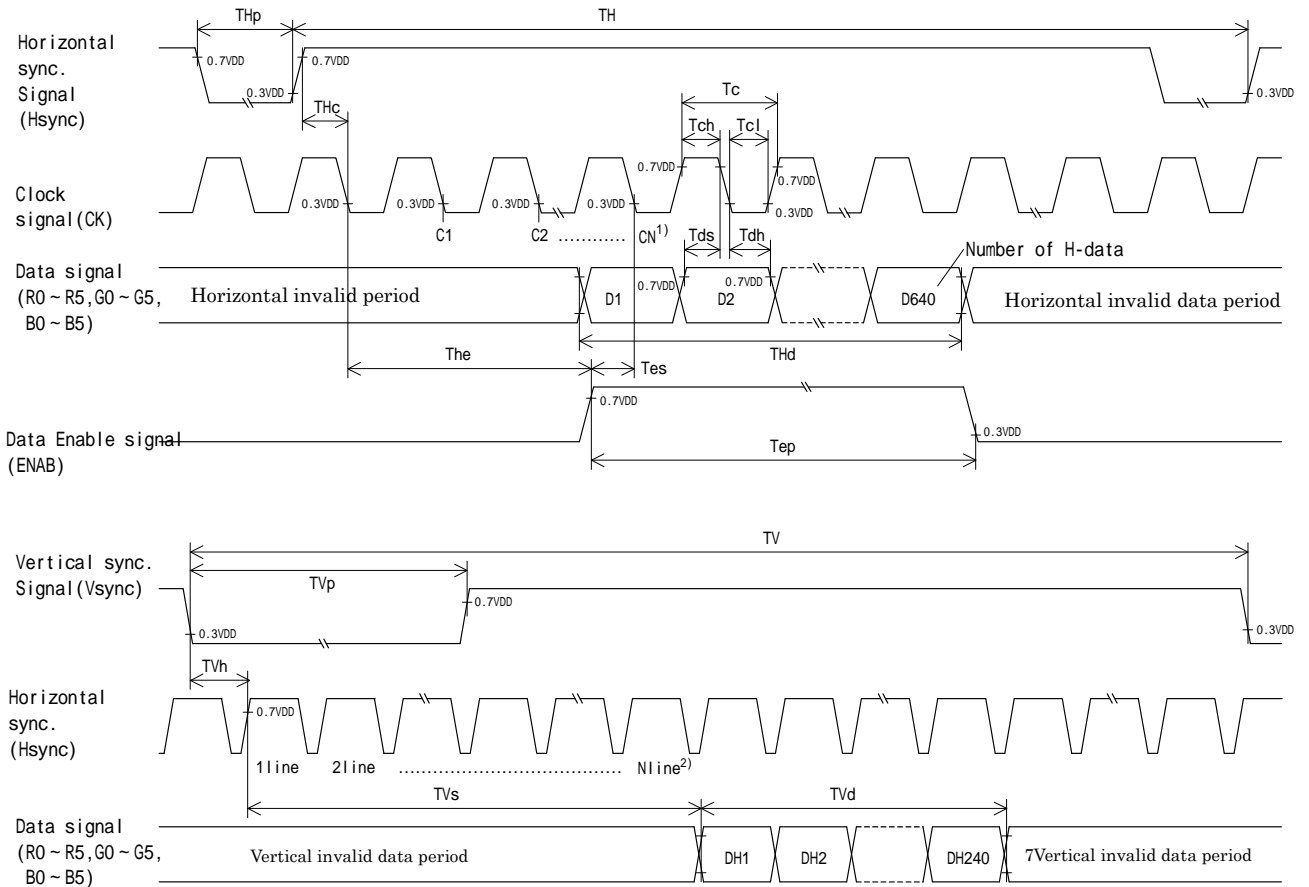 THp
TH
Horizontal
sync.
Signal
(Hsync)
0.7VDD
0.3VDD
0.7VDD
0.3VDD
THc
Tc
Tch
Tcl
Clock
signal(CK)
0.3VDD
0.3VDD
0.3VDD
0.3VDD
0.7VDD
0.7VDD
0.3VDD
C1
C2
............
CN1)
Tds
Tdh
Number of H-data
Data signal
(R0~R5,G0~G5,
B0~B5)
Horizontal invalid period
D1
0.7VDD
D2
0.7VDD
D640
Horizontal invalid data period
The
Tes
THd
Data Enable signal
(ENAB)
0.7VDD
0.3VDD
Tep
TV
Vertical sync.
Signal(Vsync)
TVp
0.7VDD
0.3VDD
0.3VDD
TVh
Horizontal
sync.
(Hsync)
0.7VDD
1line
2line
......................................
Nline2)
TVs
TVd
Data signal
(R0~R5,G0~G5,
B0~B5)
Vertical invalid data period
DH1
DH2
DH240
7Vertical invalid data period